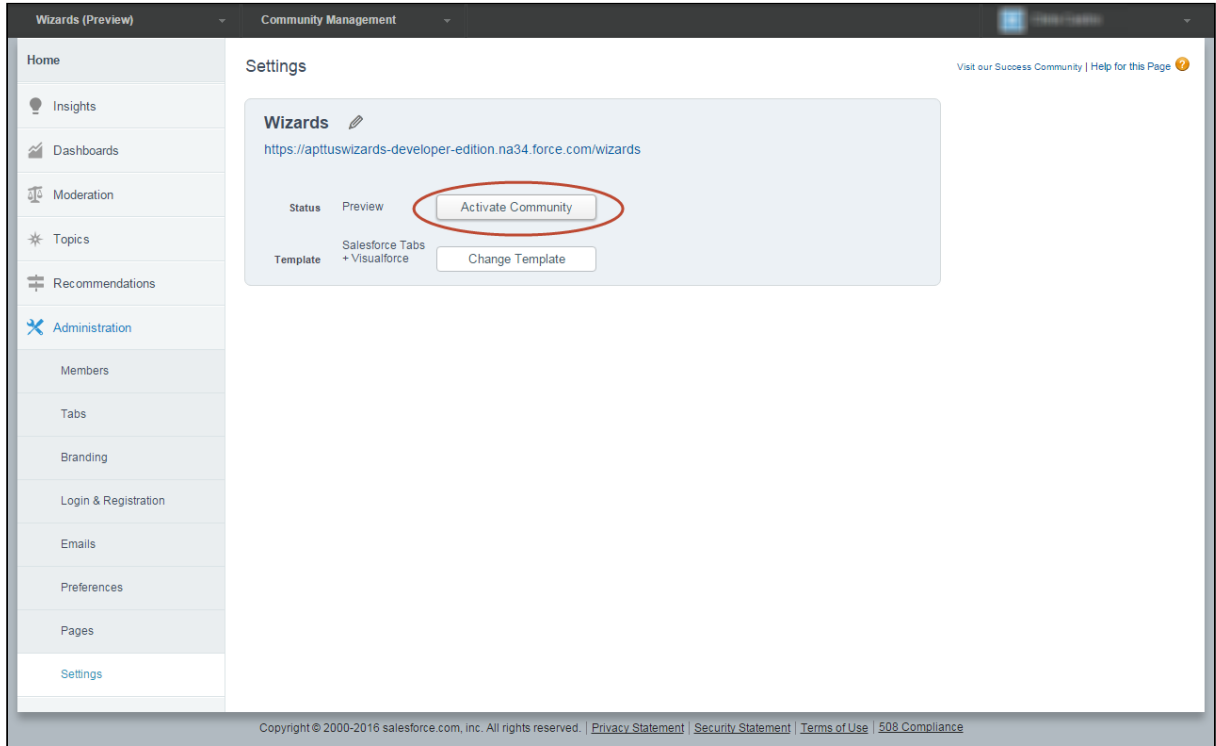 Wizards (Preview)
Community Management
Home
Insights
Dashboards
Moderation
Topics
Recommendations
Administration
Members
Tabs
Branding
Login & Registration
Emails
Preferences
Pages
Settings
Settings
Visit our Success Community | Help for this Page ?
Wizards
https://apttuswizards-developer-edition.na34.force.com/wizards
Status Preview Activate Community
Salesforce Tabs
Template + Visualforce Change Template
Copyright © 2000-2016 salesforce.com, inc. All rights reserved. | Privacy Statement | Security Statement | Terms of Use | 508 Compliance